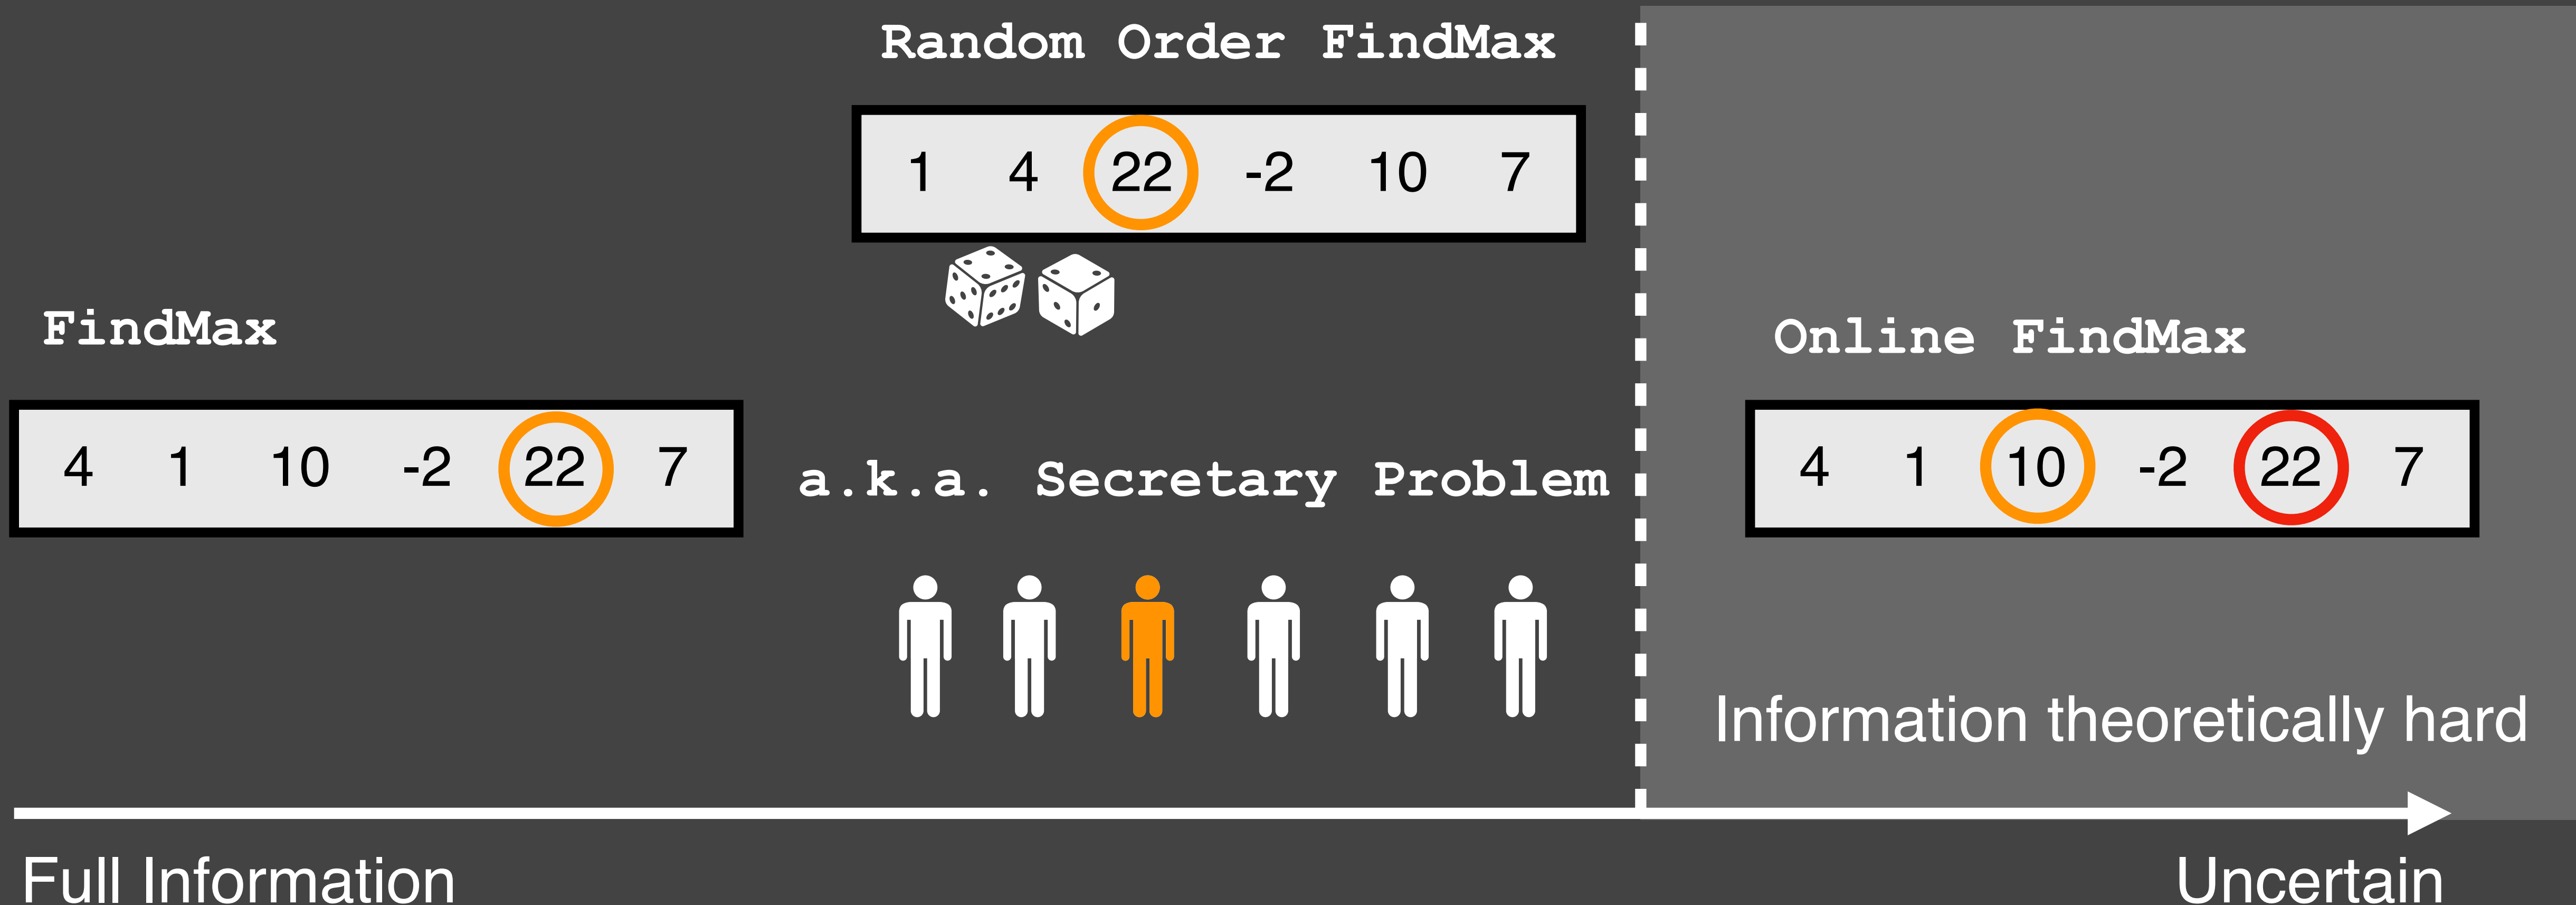 Random Order FindMax
1 4 22 -2 10 7
FindMax
4 1 10 -2 22 7
a.k.a. Secretary Problem
Online FindMax
4 1 10 -2 22 7
Information theoretically hard
Full Information
Uncertain